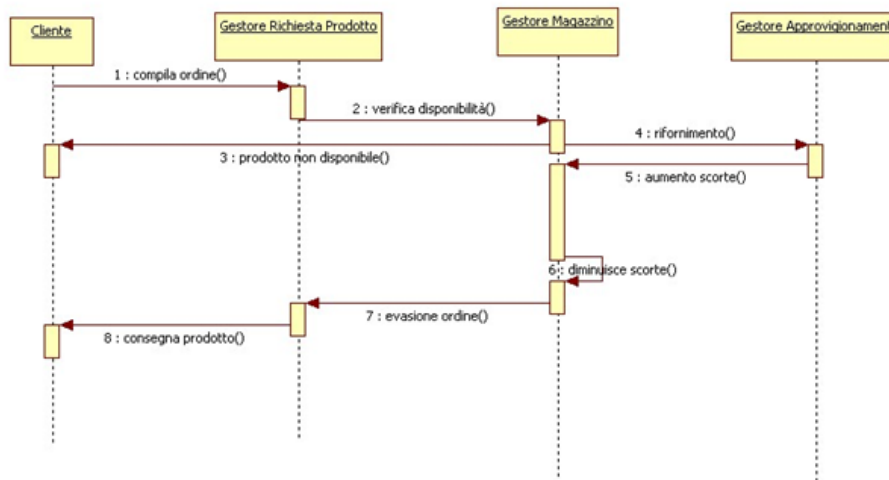 Cliente
Gestore Richiesta Prodotto
Gestore Magazzino
Gestore Approvigionament
1 : compila ordine()
2 : verifica disponibilità()
3 : prodotto non disponibile()
4 : rifornimento()
5 : aumento scorte()
6 : diminuisce scorte()
7 : evasione ordine()
8 : consegna prodotto()